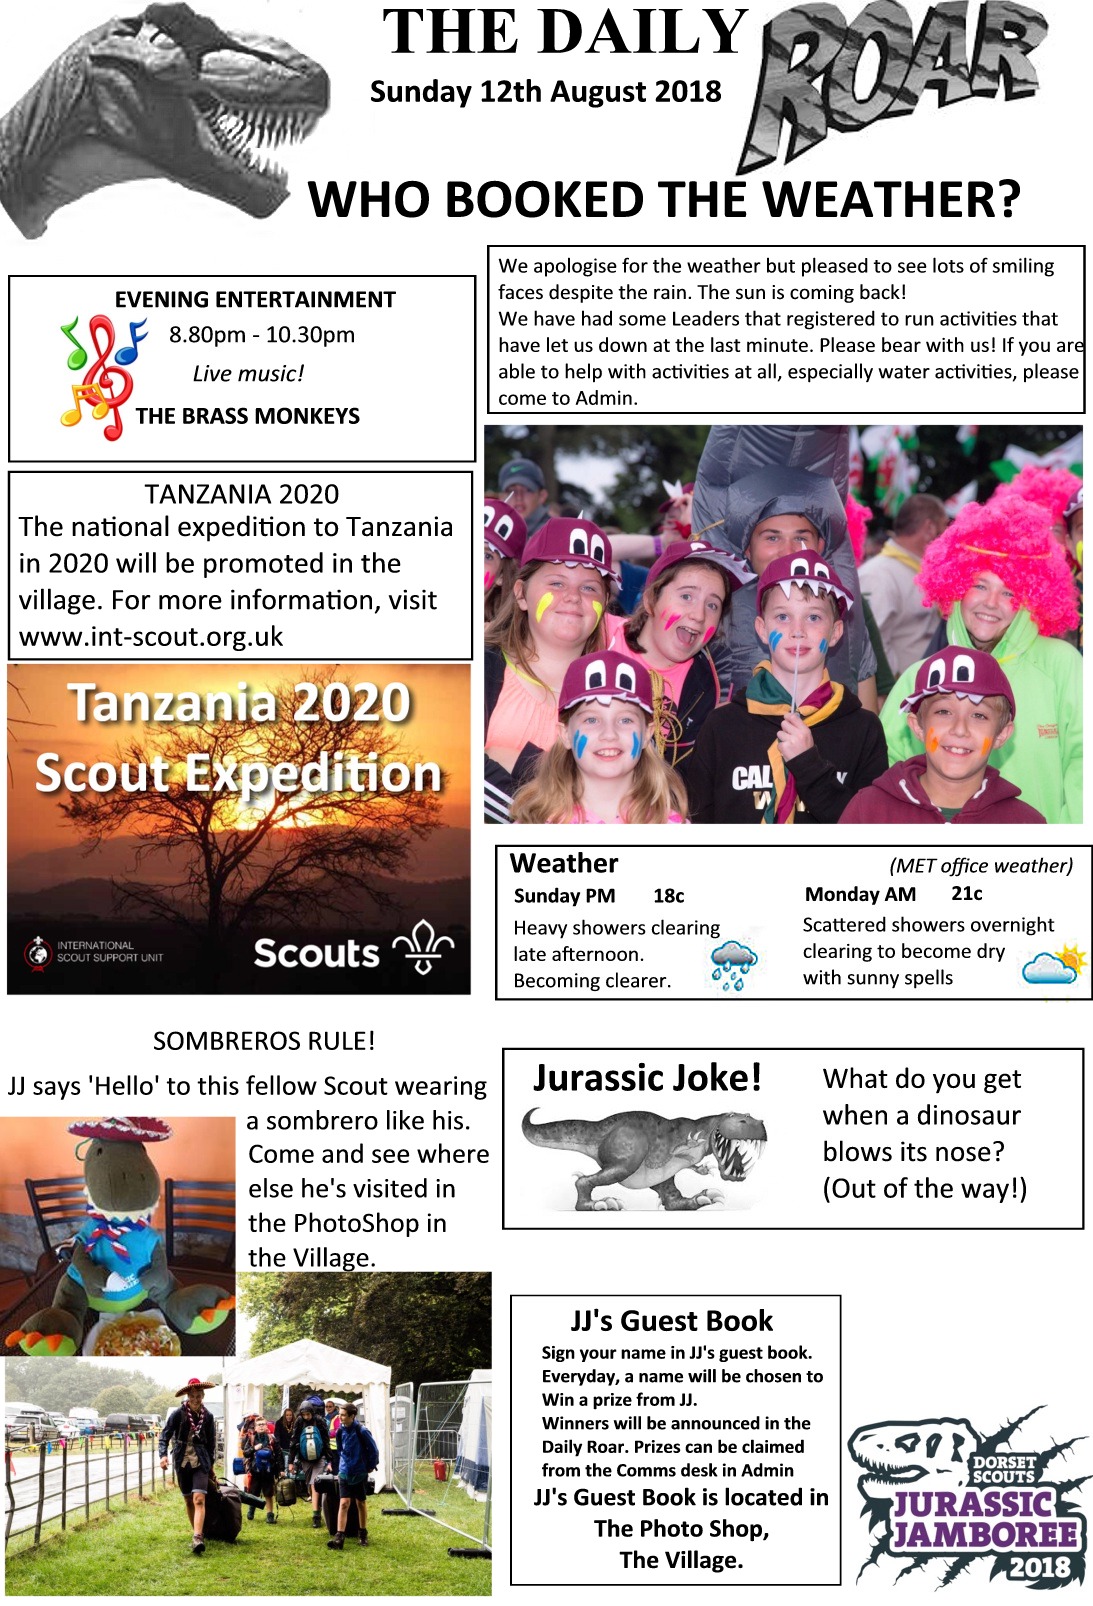 THE DAILY ROAR
Sunday 12th August 2018
WHO BOOKED THE WEATHER?
EVENING ENTERTAINMENT
8.80pm - 10.30pm
Live music!
THE BRASS MONKEYS
We apologise for the weather but pleased to see lots of smiling
faces despite the rain. The sun is coming back!
We have had some Leaders that registered to run activities that
have let us down at the last minute. Please bear with us! If you are
able to help with activities at all, especially water activities, please
come to Admin.
TANZANIA 2020
The national expedition to Tanzania
in 2020 will be promoted in the
village. For more information, visit
www.int-scout.org.uk
Tanzania 2020
Scout Expedition
INTERNATIONAL
SCOUT SUPPORT UNIT
Scouts
CAL
Weather
(MET office weather)
Sunday PM 18c
Heavy showers clearing
late afternoon.
Becoming clearer.
Monday AM 21c
Scattered showers overnight
clearing to become dry
with sunny spells
SOMBREROS RULE!
JJ says 'Hello' to this fellow Scout wearing
a sombrero like his.
Come and see where
else he's visited in
the PhotoShop in
the Village.
Jurassic Joke!
What do you get
when a dinosaur
blows its nose?
(Out of the way!)
JJ's Guest Book
Sign your name in JJ's guest book.
Everyday, a name will be chosen to
Win a prize from JJ.
Winners will be announced in the
Daily Roar. Prizes can be claimed
from the Comms desk in Admin
JJ's Guest Book is located in
The Photo Shop,
The Village.
DORSET
SCOUTS
JURASSIC
JAMBOREE
2018